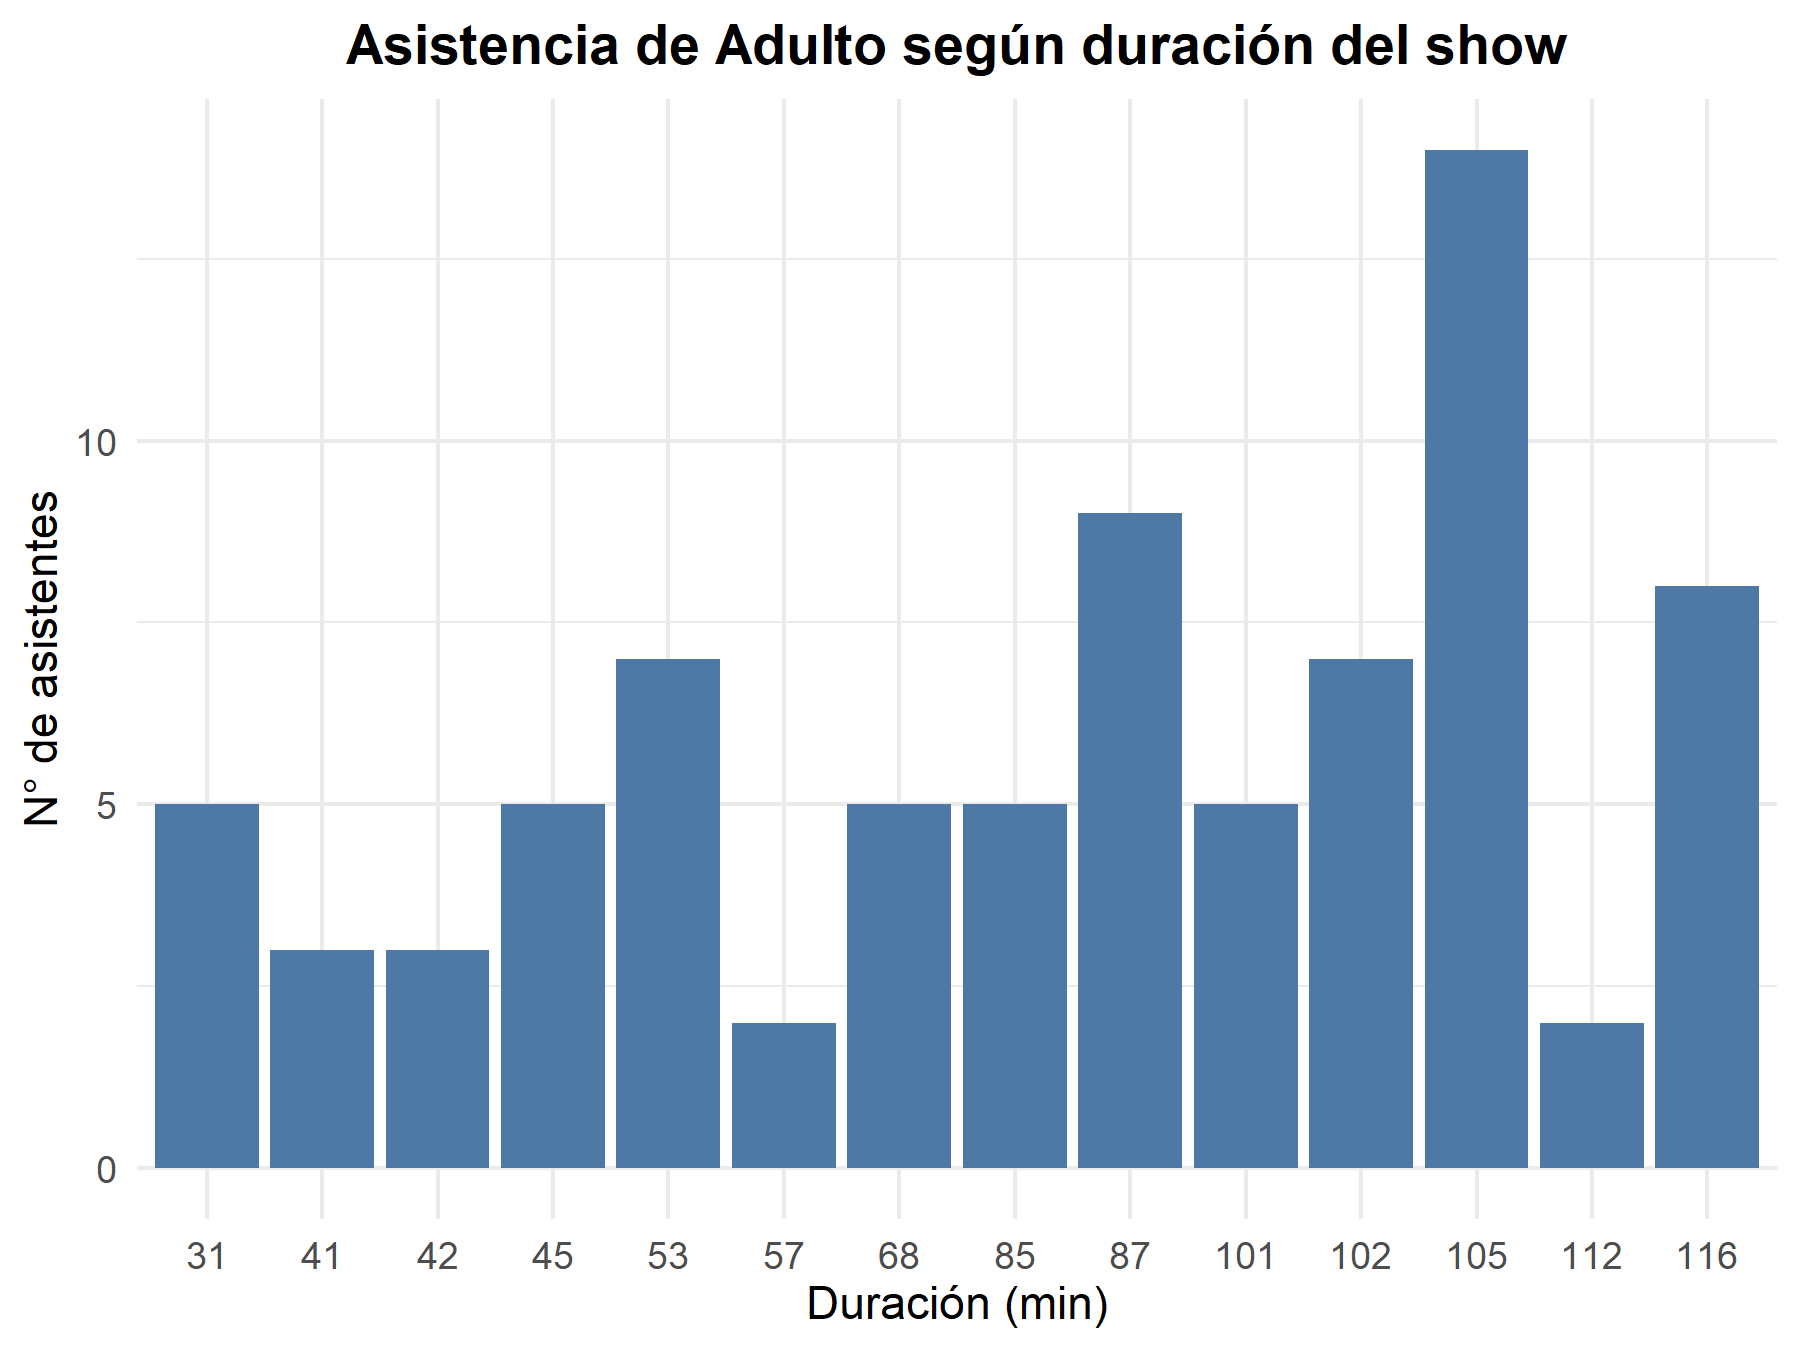 Asistencia de Adulto según duración del show
N° de asistentes
10
5
0
31 41 42 45 53 57 68 85 87 101 102 105 112 116
Duración (min)